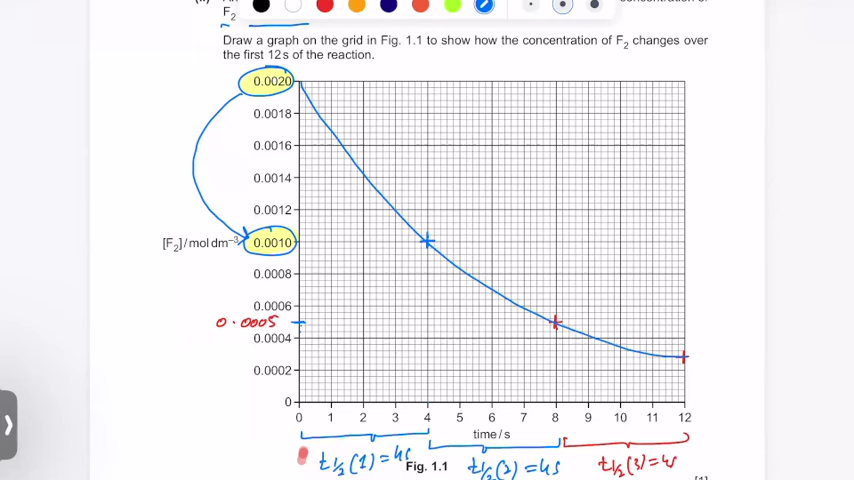 F2
Draw a graph on the grid in Fig. 1.1 to show how the concentration of F2 changes over
the first 12s of the reaction.
0.0020
0.0018
0.0016
0.0014
0.0012
[F2]/mol dm–3 0.0010
0.0008
0.0006
0.0005
0.0004
0.0002
0
0 1 2 3 4 5 6 7 8 9 10 11 12
time/s
t1/2(1)=4s t1/2(2)=4s t1/2(3)=4s
Fig. 1.1